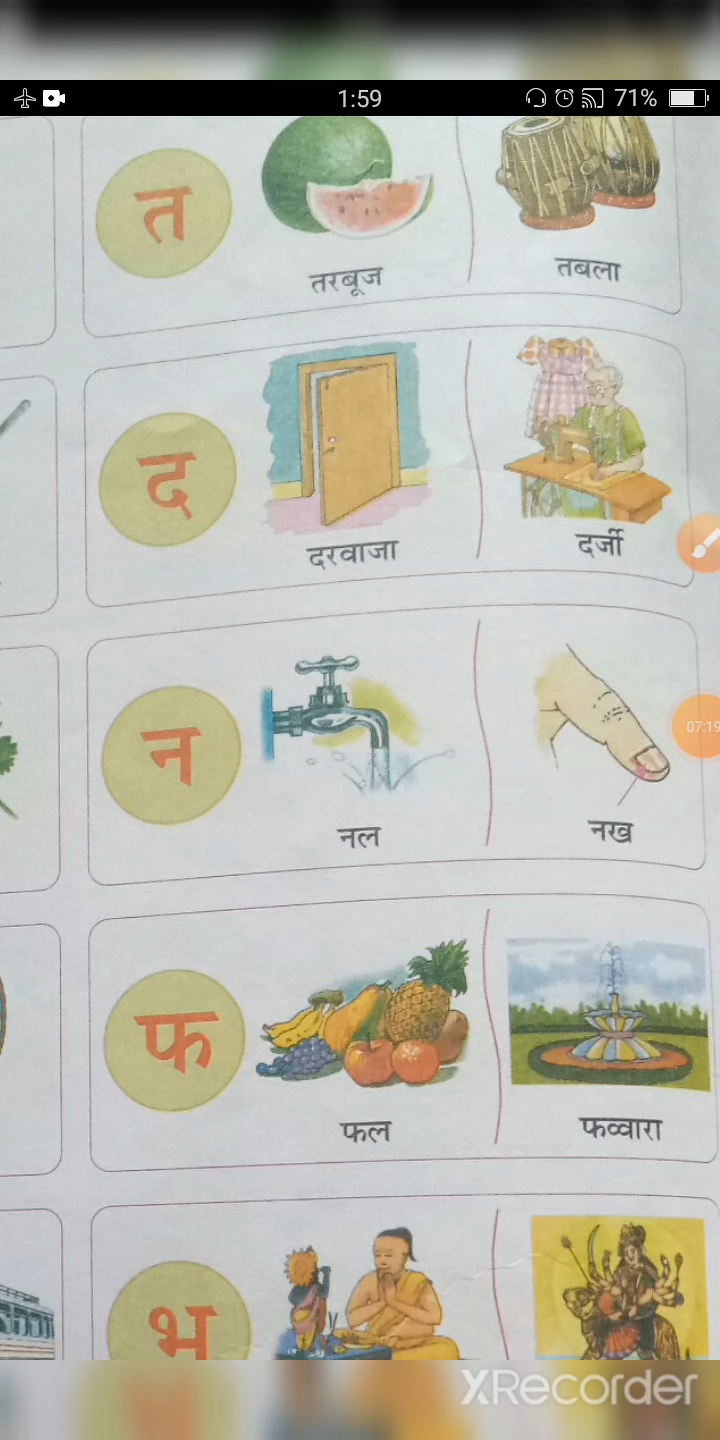 1:59
71%
त
तरबूज
तबला
द
दरवाजा
दर्जी
07:19
न
नल
नख
फ
फल
फव्वारा
भ
XRecorder